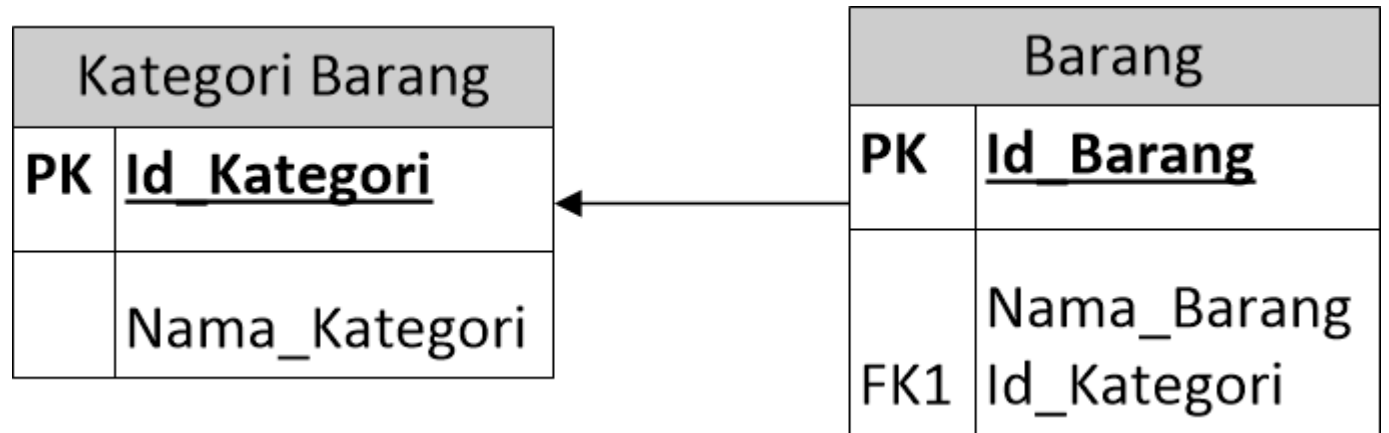 Kategori Barang
PK Id_Kategori
Nama_Kategori
Barang
PK Id_Barang
Nama_Barang
FK1 Id_Kategori